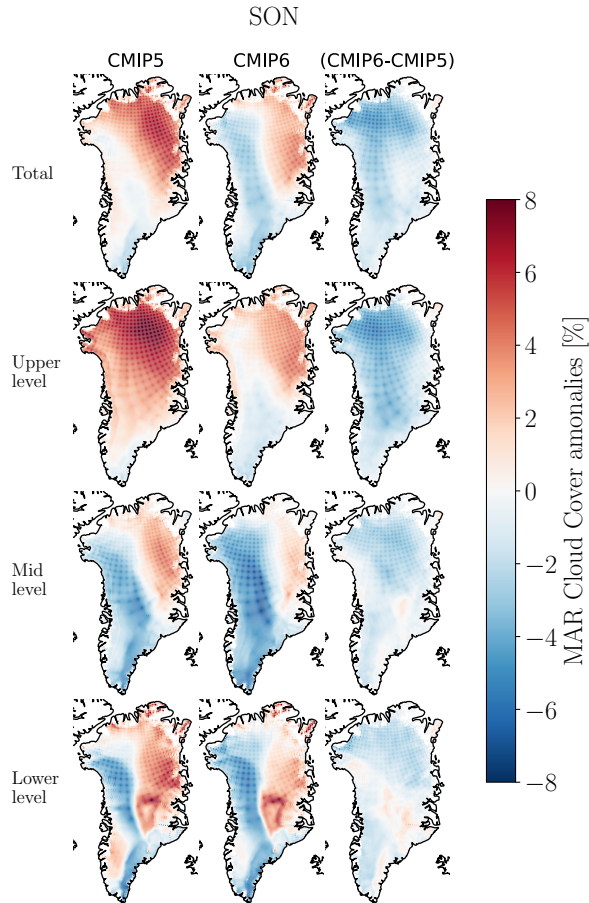 SON
CMIP5 CMIP6 (CMIP6-CMIP5)
Total
Upper
level
Mid
level
Lower
level
8
6
4
2
0
−2
−4
−6
−8
MAR Cloud Cover amonalies [%]